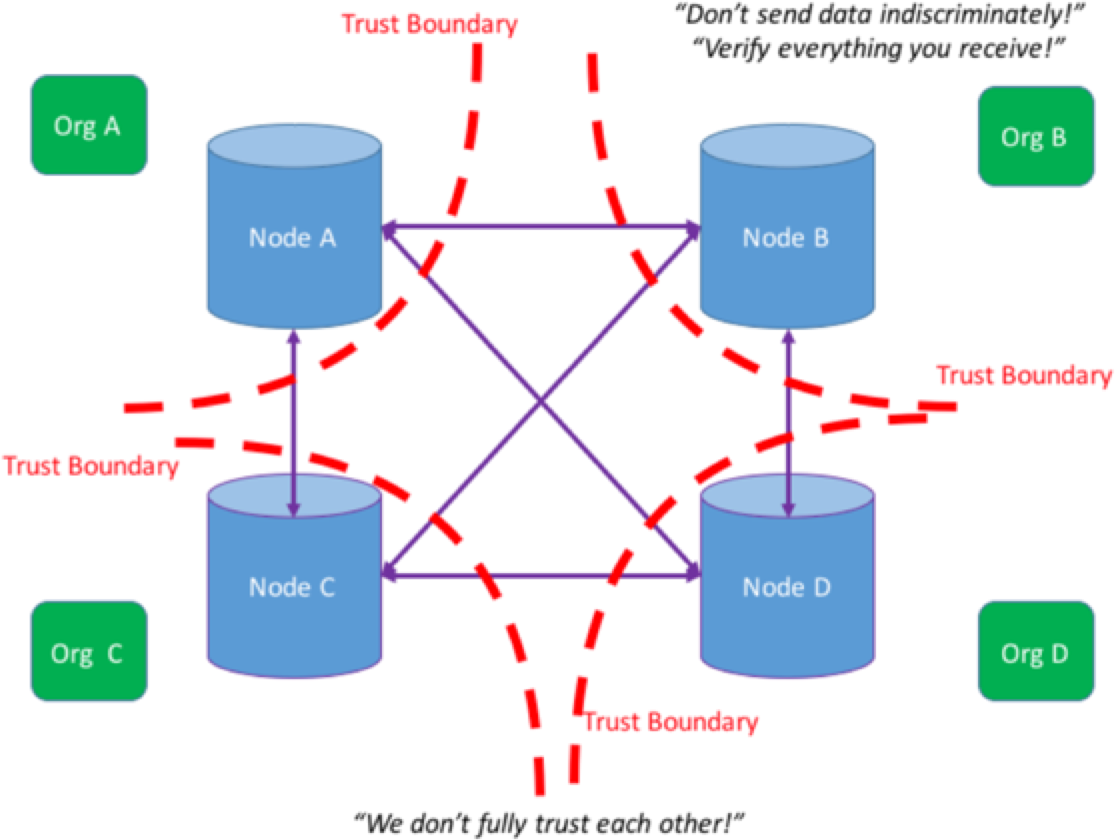 Trust Boundary
“Don’t send data indiscriminately!”
“Verify everything you receive!”
Org A
Org B
Node A
Node B
Trust Boundary
Trust Boundary
Node C
Node D
Org C
Org D
Trust Boundary
“We don’t fully trust each other!”